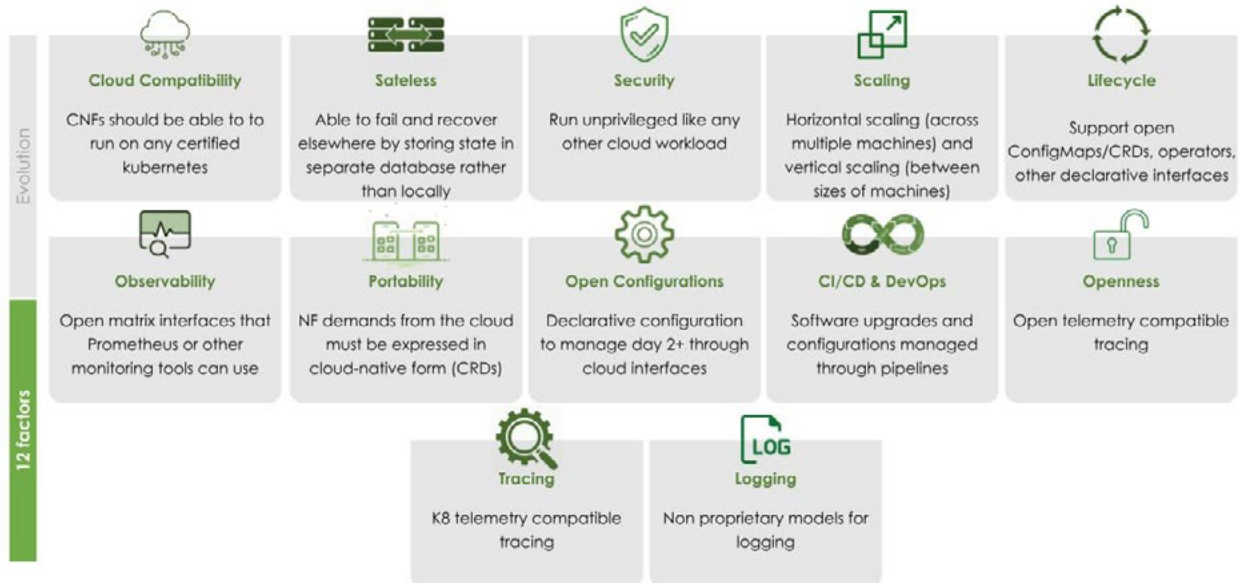 Evolution
12 factors
Cloud Compatibility
CNFs should be able to to
run on any certified
kubernetes
Sateless
Able to fail and recover
elsewhere by storing state in
separate database rather
than locally
Security
Run unprivileged like any
other cloud workload
Scaling
Horizontal scaling (across
multiple machines) and
vertical scaling (between
sizes of machines)
Lifecycle
Support open
ConfigMaps/CRDs, operators,
other declarative interfaces
Observability
Open matrix interfaces that
Prometheus or other
monitoring tools can use
Portability
NF demands from the cloud
must be expressed in
cloud-native form (CRDs)
Open Configurations
Declarative configuration
to manage day 2+ through
cloud interfaces
CI/CD & DevOps
Software upgrades and
configurations managed
through pipelines
Openness
Open telemetry compatible
tracing
Tracing
K8 telemetry compatible
tracing
LOG
Logging
Non proprietary models for
logging